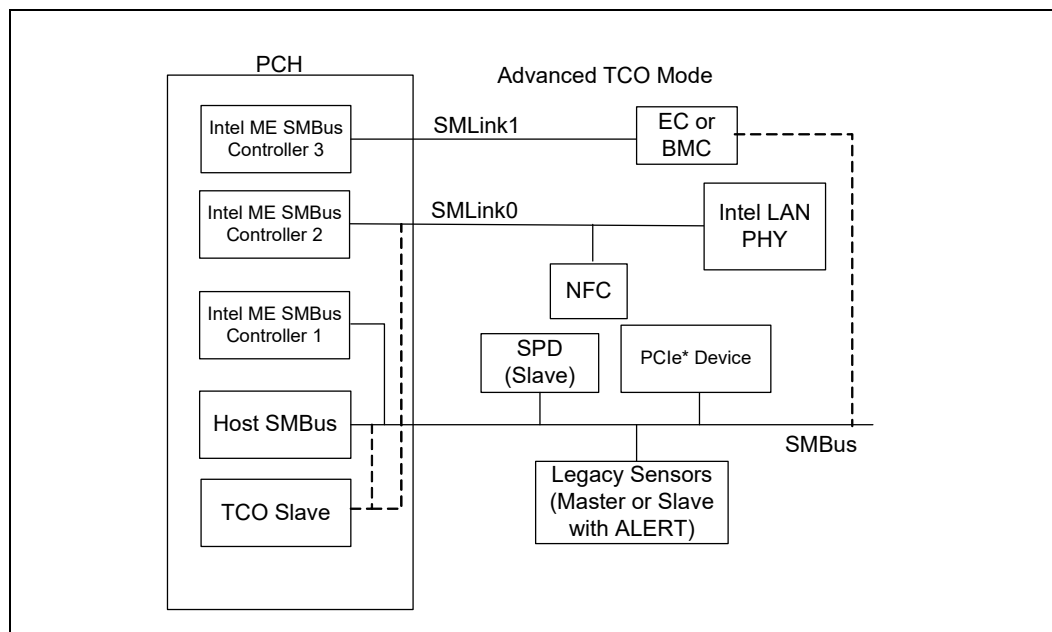 PCH
Advanced TCO Mode
Intel ME SMBus
Controller 3
SMLink1
EC or
BMC
Intel ME SMBus
Controller 2
SMLink0
Intel LAN
PHY
NFC
Intel ME SMBus
Controller 1
SPD
(Slave)
PCIe* Device
Host SMBus
SMBus
Legacy Sensors
(Master or Slave
with ALERT)
TCO Slave